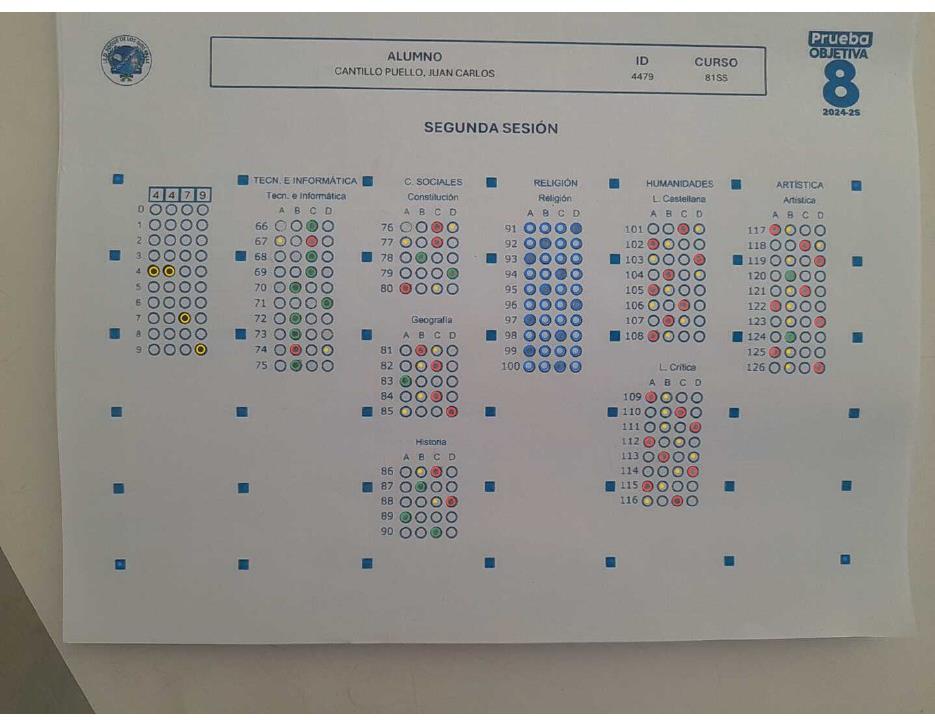 Prueba
OBJETIVA
8
2024-25
ALUMNO
CANTILLO PUELLO, JUAN CARLOS
ID
4479
CURSO
81SS
SEGUNDA SESIÓN
4 4 7 9
0
1
2
3
4
5
6
7
8
9
TECN. E INFORMÁTICA
Tecn. e Informática
A B C D
66
67
68
69
70
71
72
73
74
75
C. SOCIALES
Constitución
A B C D
76
77
78
79
80
Geografía
A B C D
81
82
83
84
85
Historia
A B C D
86
87
88
89
90
RELIGIÓN
Religión
A B C D
91
92
93
94
95
96
97
98
99
100
HUMANIDADES
L. Castellana
A B C D
101
102
103
104
105
106
107
108
L. Crítica
A B C D
109
110
111
112
113
114
115
116
ARTÍSTICA
Artística
A B C D
117
118
119
120
121
122
123
124
125
126